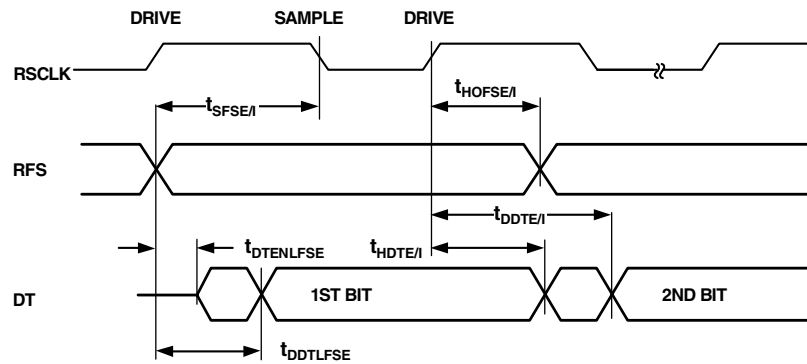 DRIVE SAMPLE DRIVE
RSCLK
tSFSE/I tHOFSE/I
RFS
tDDTE/I
tDTENLFSE tHDTE/I
DT 1ST BIT 2ND BIT
tDDTLFSE